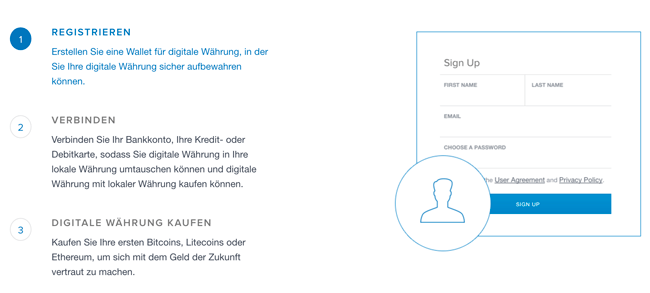 1
REGISTRIEREN
Erstellen Sie eine Wallet für digitale Währung, in der
Sie Ihre digitale Währung sicher aufbewahren
können.
2
VERBINDEN
Verbinden Sie Ihr Bankkonto, Ihre Kredit- oder
Debitkarte, sodass Sie digitale Währung in Ihre
lokale Währung umtauschen können und digitale
Währung mit lokaler Währung kaufen können.
3
DIGITALE WÄHRUNG KAUFEN
Kaufen Sie Ihre ersten Bitcoins, Litecoins oder
Ethereum, um sich mit dem Geld der Zukunft
vertraut zu machen.
Sign Up
FIRST NAME LAST NAME
EMAIL
CHOOSE A PASSWORD
the User Agreement and Privacy Policy.
SIGN UP